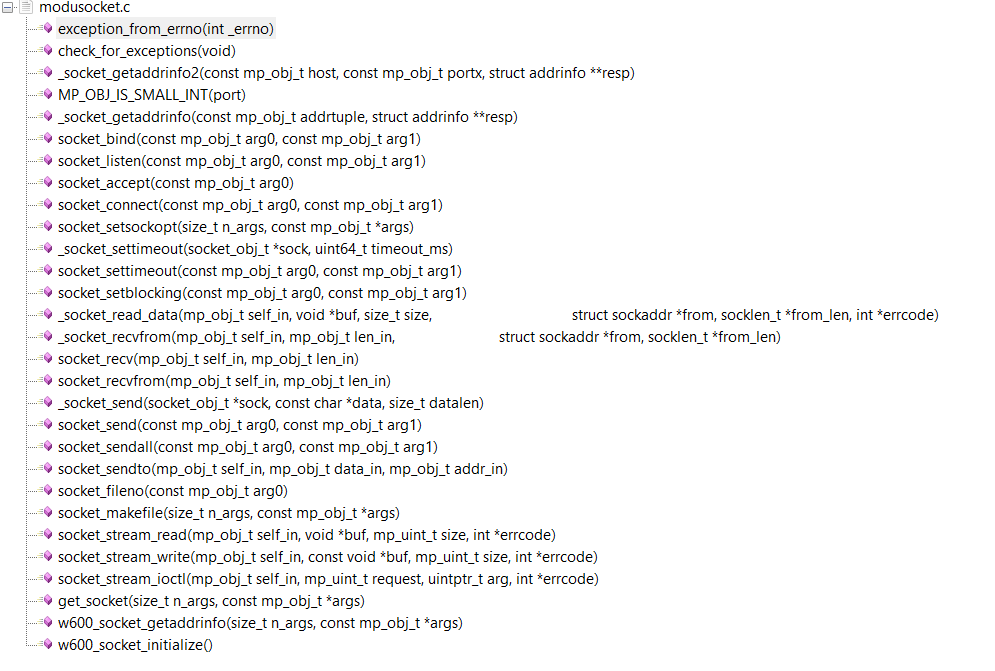 modusocket.c
exception_from_errno(int _errno)
check_for_exceptions(void)
_socket_getaddrinfo2(const mp_obj_t host, const mp_obj_t portx, struct addrinfo **resp)
MP_OBJ_IS_SMALL_INT(port)
_socket_getaddrinfo(const mp_obj_t addrtuple, struct addrinfo **resp)
socket_bind(const mp_obj_t arg0, const mp_obj_t arg1)
socket_listen(const mp_obj_t arg0, const mp_obj_t arg1)
socket_accept(const mp_obj_t arg0)
socket_connect(const mp_obj_t arg0, const mp_obj_t arg1)
socket_setsockopt(size_t n_args, const mp_obj_t *args)
_socket_settimeout(socket_obj_t *sock, uint64_t timeout_ms)
socket_settimeout(const mp_obj_t arg0, const mp_obj_t arg1)
socket_setblocking(const mp_obj_t arg0, const mp_obj_t arg1)
_socket_read_data(mp_obj_t self_in, void *buf, size_t size, struct sockaddr *from, socklen_t *from_len, int *errcode)
_socket_recvfrom(mp_obj_t self_in, mp_obj_t len_in, struct sockaddr *from, socklen_t *from_len)
socket_recv(mp_obj_t self_in, mp_obj_t len_in)
socket_recvfrom(mp_obj_t self_in, mp_obj_t len_in)
_socket_send(socket_obj_t *sock, const char *data, size_t datalen)
socket_send(const mp_obj_t arg0, const mp_obj_t arg1)
socket_sendall(const mp_obj_t arg0, const mp_obj_t arg1)
socket_sendto(mp_obj_t self_in, mp_obj_t data_in, mp_obj_t addr_in)
socket_fileno(const mp_obj_t arg0)
socket_makefile(size_t n_args, const mp_obj_t *args)
socket_stream_read(mp_obj_t self_in, void *buf, mp_uint_t size, int *errcode)
socket_stream_write(mp_obj_t self_in, const void *buf, mp_uint_t size, int *errcode)
socket_stream_ioctl(mp_obj_t self_in, mp_uint_t request, uintptr_t arg, int *errcode)
get_socket(size_t n_args, const mp_obj_t *args)
w600_socket_getaddrinfo(size_t n_args, const mp_obj_t *args)
w600_socket_initialize()